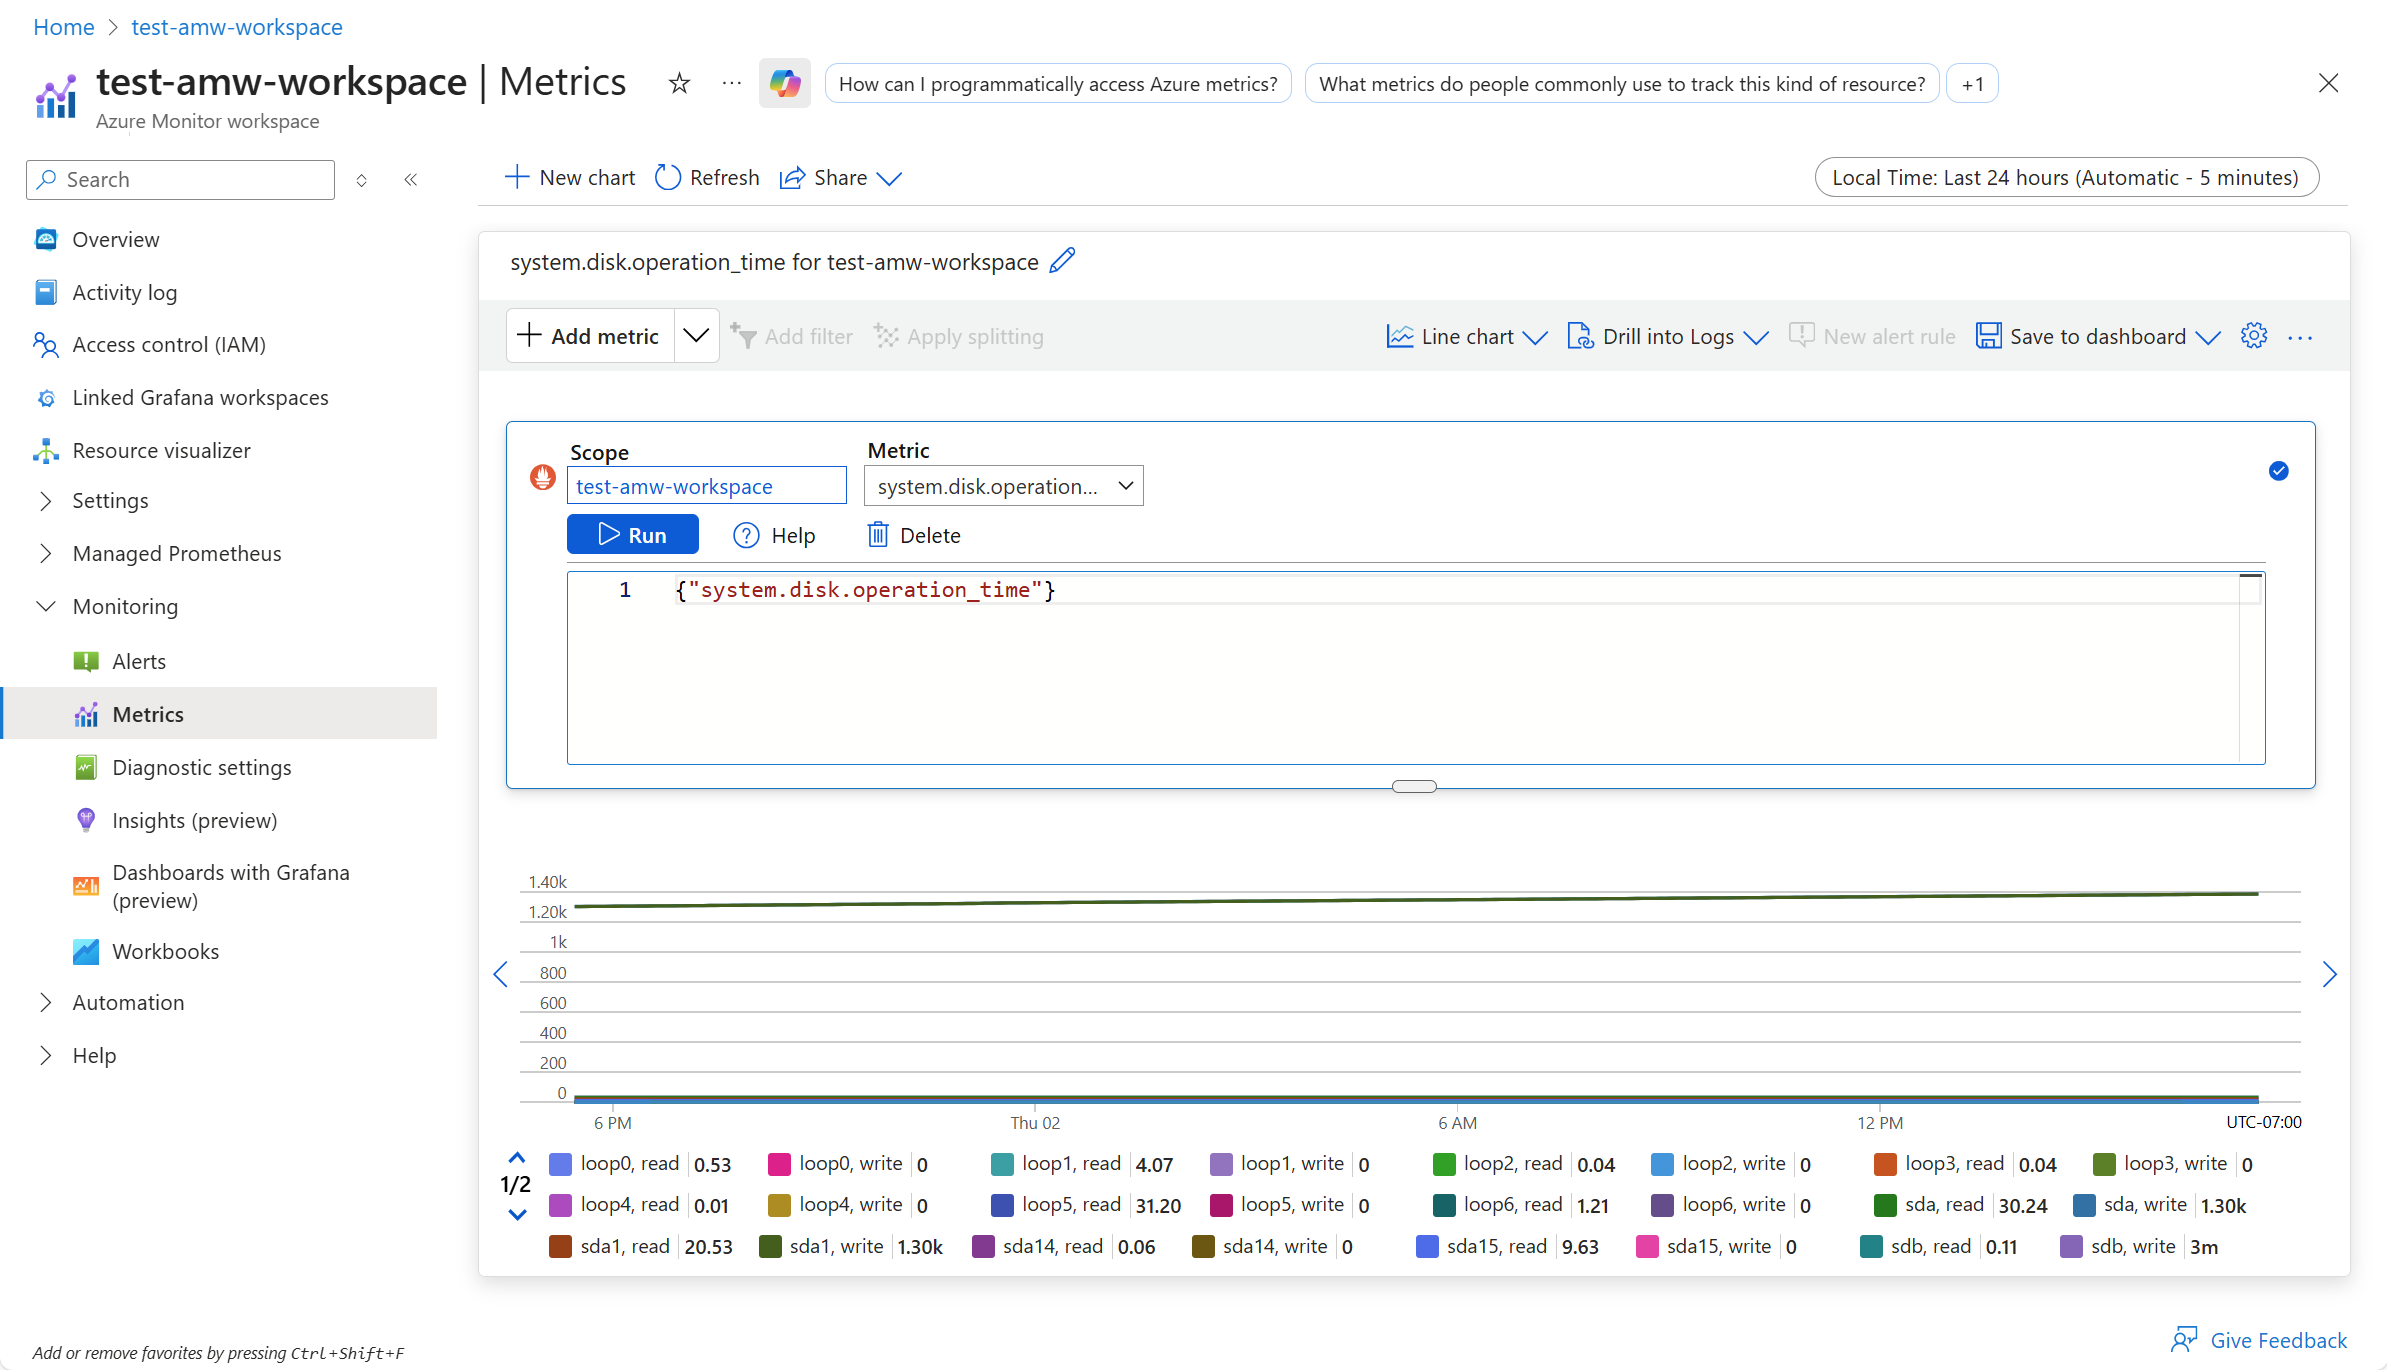 Home > test-amw-workspace
test-amw-workspace | Metrics ... How can I programmatically access Azure metrics? What metrics do people commonly use to track this kind of resource? +1
Azure Monitor workspace
Search
Overview
Activity log
Access control (IAM)
Linked Grafana workspaces
Resource visualizer
Settings
Managed Prometheus
Monitoring
Alerts
Metrics
Diagnostic settings
Insights (preview)
Dashboards with Grafana
(preview)
Workbooks
Automation
Help
Add or remove favorites by pressing Ctrl+Shift+F
New chart Refresh Share Local Time: Last 24 hours (Automatic - 5 minutes)
system.disk.operation_time for test-amw-workspace
Add metric Add filter Apply splitting Line chart Drill into Logs New alert rule Save to dashboard ...
Scope Metric
test-amw-workspace system.disk.operation...
Run Help Delete
1 {"system.disk.operation_time"}
1.40k
1.20k
1k
800
600
400
200
0
6 PM Thu 02 6 AM 12 PM UTC-07:00
1/2
loop0, read 0.53 loop0, write 0 loop1, read 4.07 loop1, write 0 loop2, read 0.04 loop2, write 0 loop3, read 0.04 loop3, write 0
loop4, read 0.01 loop4, write 0 loop5, read 31.20 loop5, write 0 loop6, read 1.21 loop6, write 0 sda, read 30.24 sda, write 1.30k
sda1, read 20.53 sda1, write 1.30k sda14, read 0.06 sda14, write 0 sda15, read 9.63 sda15, write 0 sdb, read 0.11 sdb, write 3m
Give Feedback